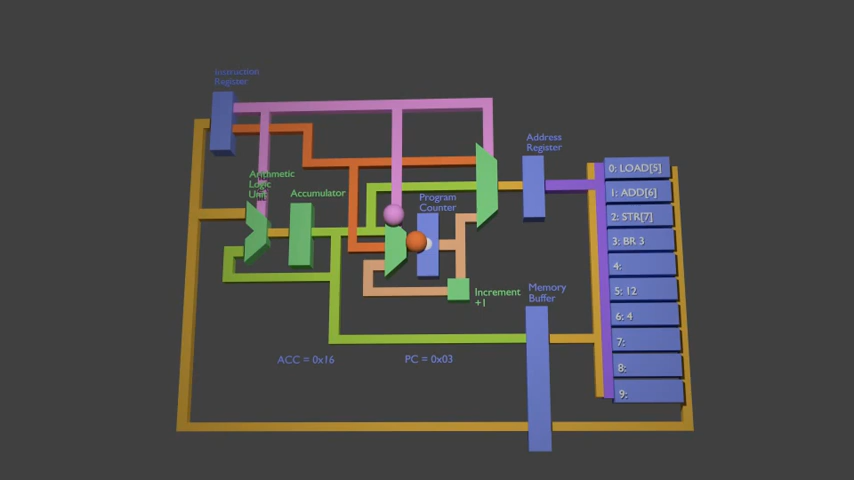 Instruction
Register
Arithmetic
Logic
Unit
Accumulator
Program
Counter
Address
Register
Increment
+1
Memory
Buffer
ACC = 0x16
PC = 0x03
0: LOAD[5]
1: ADD[6]
2: STR[7]
3: BR 3
4:
5: 12
6: 4
7:
8:
9: